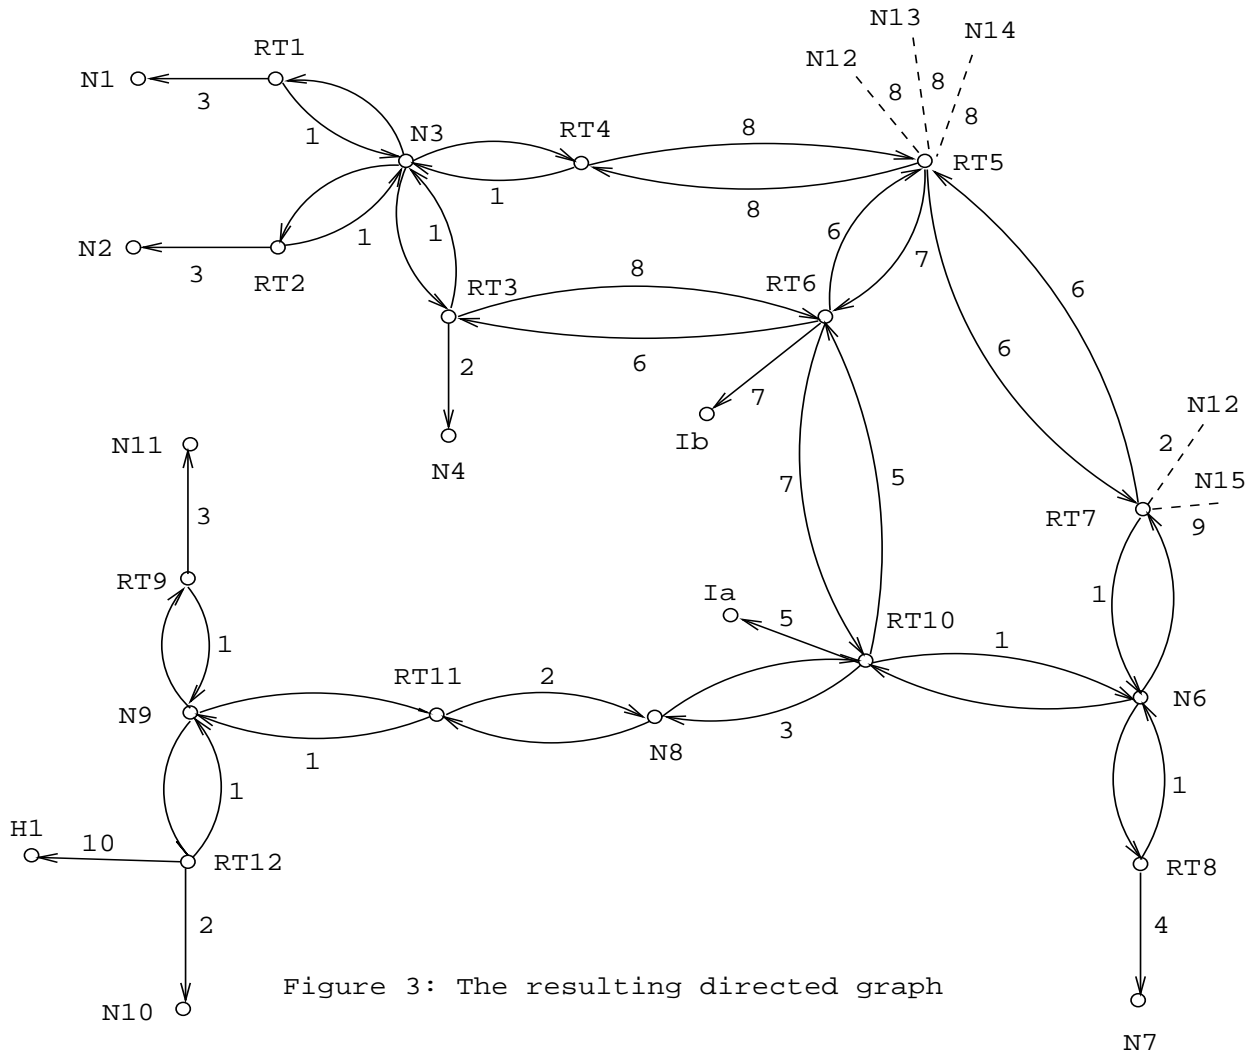 N13
N14
RT1
N12
N1
8
8
3
8
1
N3
RT4
8
RT5
1
8
1
1
6
N2
3
RT2
7
RT3
8
RT6
6
6
6
2
7
N12
N11
Ib
2
N4
7
5
N15
3
RT7
9
RT9
Ia
1
5
RT10
1
1
RT11
2
N9
N6
3
1
N8
1
1
H1
10
RT12
RT8
2
4
Figure 3: The resulting directed graph
N10
N7